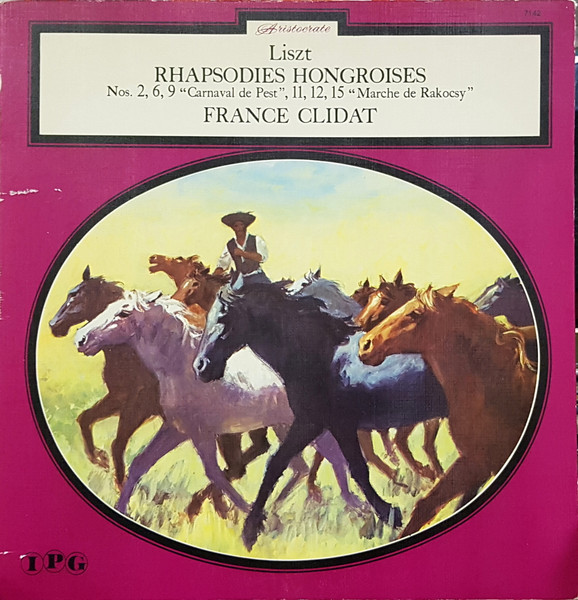 7142
Aristocrate
Liszt
RHAPSODIES HONGROISES
Nos. 2, 6, 9 “Carnaval de Pest”, 11, 12, 15 “Marche de Rakocsy”
FRANCE CLIDAT
IPG